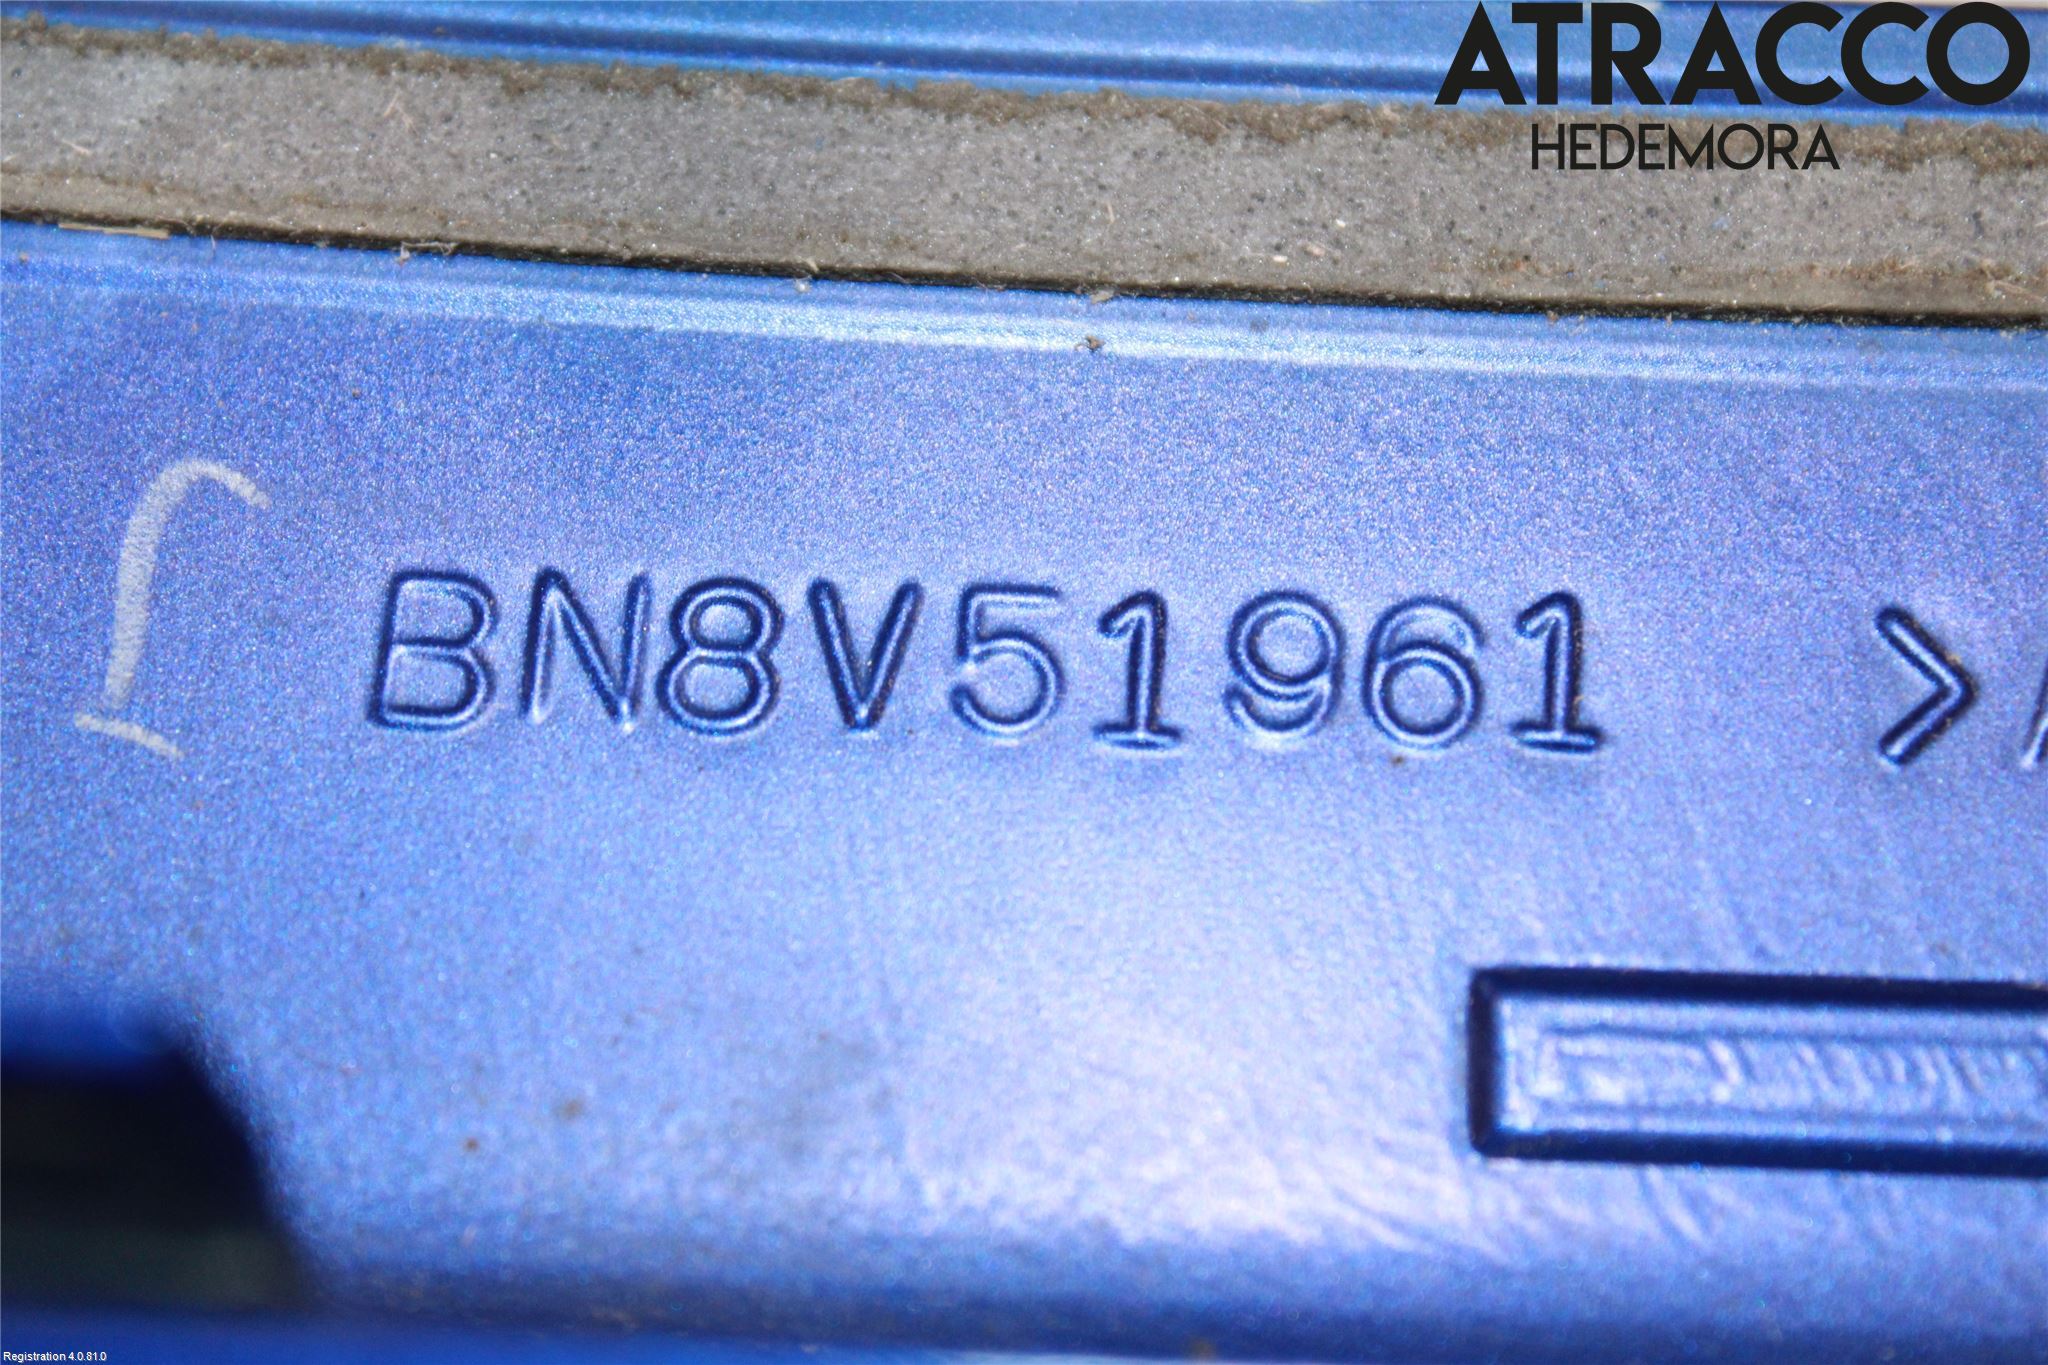 ATRACCO
HEDEMORA
BN8V51961 >
Registration 4.0.81.0